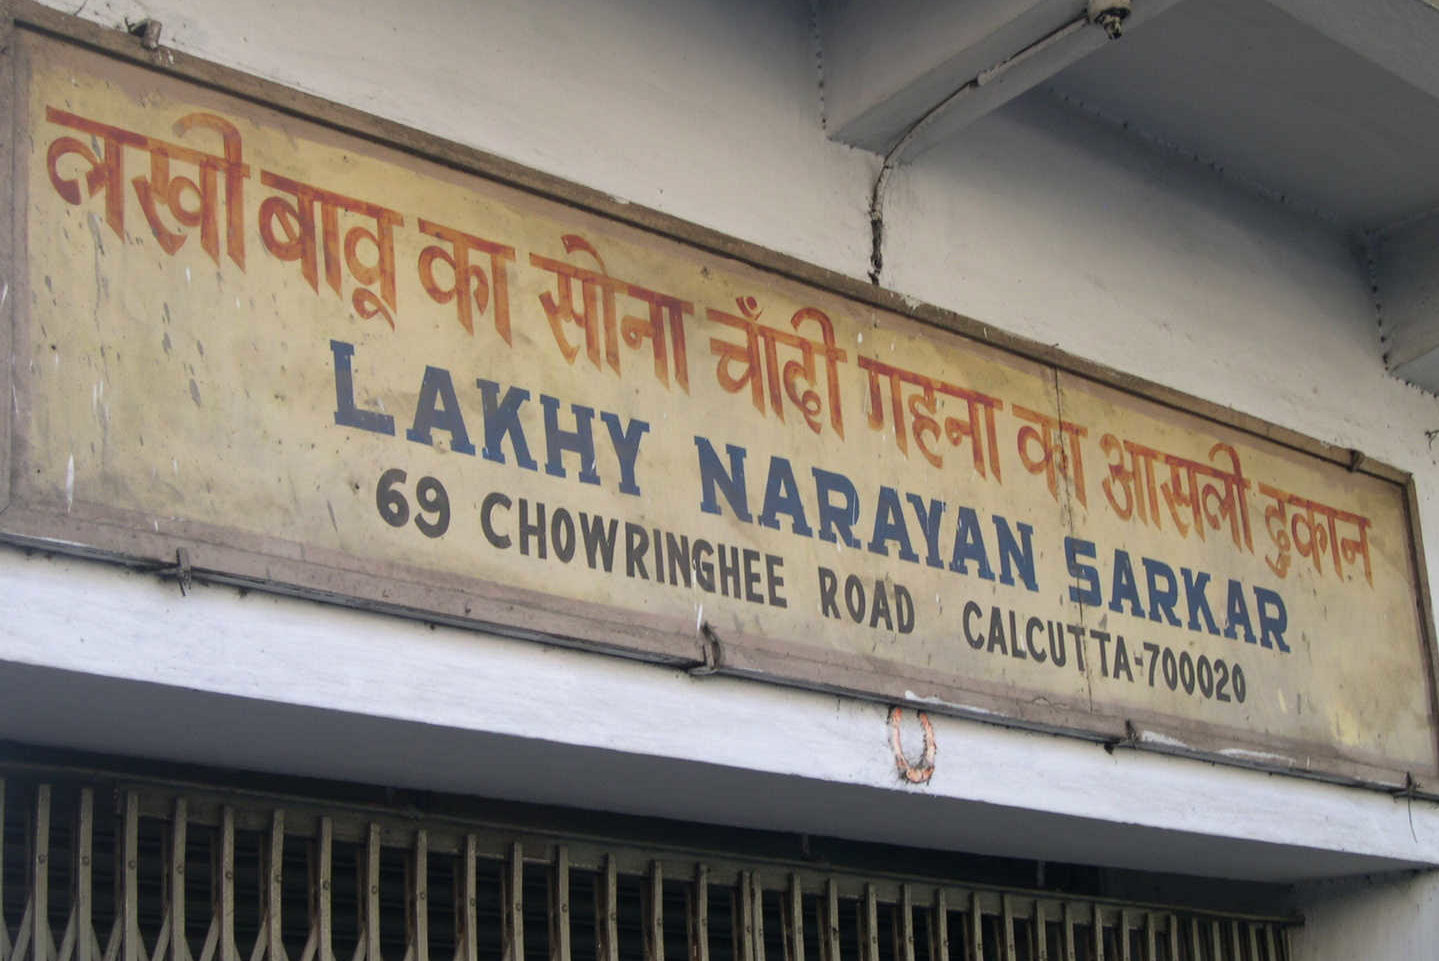 लखी बाबू का सोना चाँदी गहना का आसली दुकान
LAKHY NARAYAN SARKAR
69 CHOWRINGHEE ROAD CALCUTTA-700020